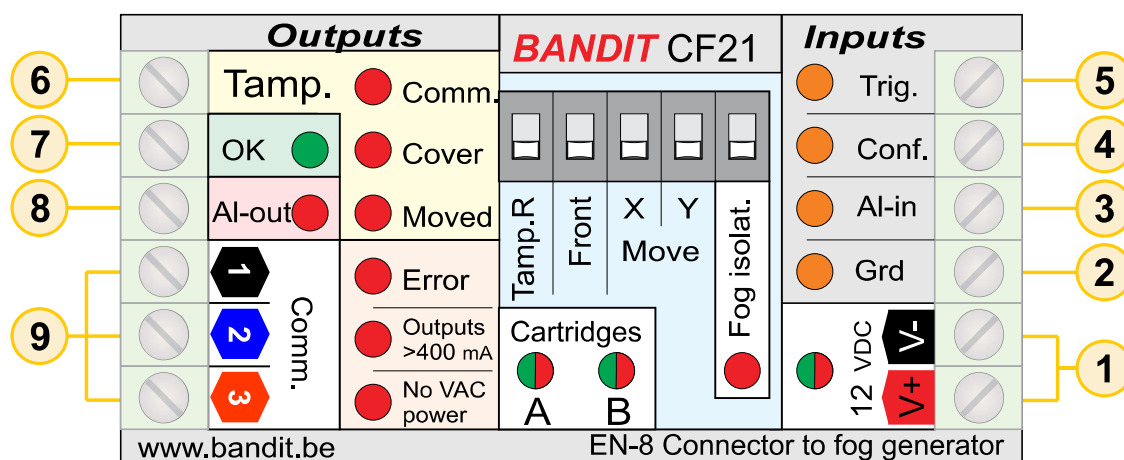 Outputs
BANDIT CF21
Inputs
6
Tamp.
Comm.
Trig.
5
7
OK
Cover
Conf.
4
8
Al-out
Moved
Al-in
3
Tamp.R
Front
X
Y
Move
Fog isolat.
9
1
2
3
Comm.
Error
Outputs
>400 mA
No VAC
power
Cartridges
A
B
Grd
2
12 VDC
V-
V+
1
www.bandit.be
EN-8 Connector to fog generator